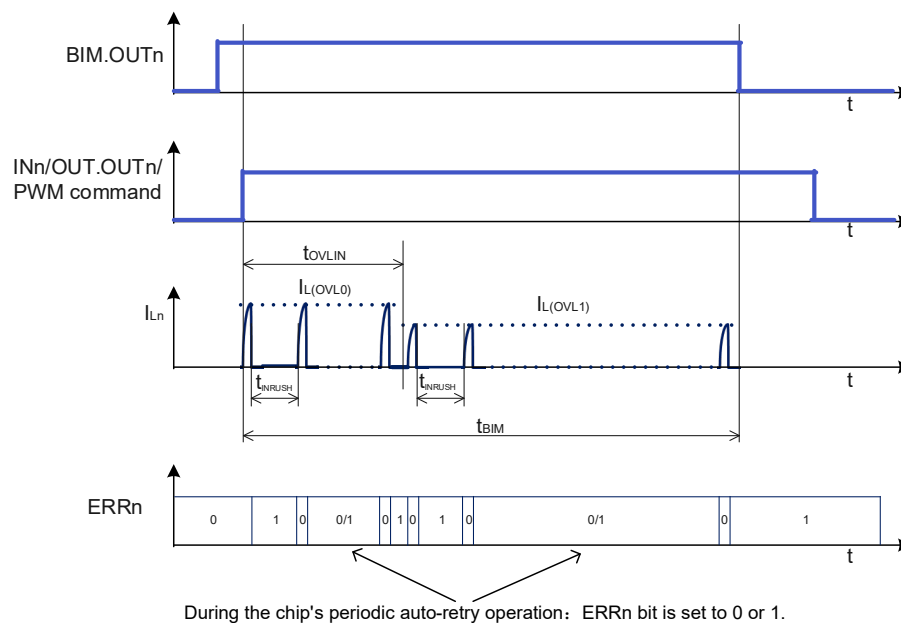 BIM.OUTn
t
INn/OUT.OUTn/
PWM command
t
tOVLIN
IL(OVL0)
IL(OVL1)
ILn
tINRUSH
tINRUSH
t
tBIM
ERRn
0 1 0 0/1 0 1 0 1 0 0/1 0 1
t
During the chip's periodic auto-retry operation：ERRn bit is set to 0 or 1.